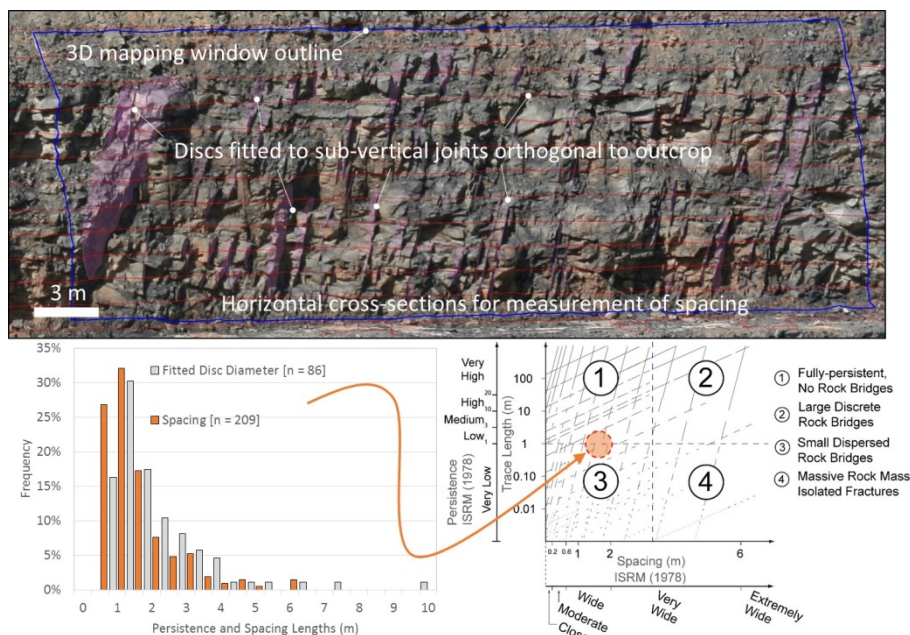 3D mapping window outline
Discs fitted to sub-vertical joints orthogonal to outcrop
3 m
Horizontal cross-sections for measurement of spacing
35%
30%
25%
20%
15%
10%
5%
0%
Frequency
Fitted Disc Diameter [n = 86]
Spacing [n = 209]
0 1 2 3 4 5 6 7 8 9 10
Persistence and Spacing Lengths (m)
Persistence
ISRM (1978)
Very High
High
Medium
Low
Very Low
20
10
3
1
Trace Length (m)
100
10
1
0.10
0.01
1
2
3
4
0.2 0.6 1 2 6
Spacing (m)
ISRM (1978)
Wide
Very Wide
Extremely Wide
Moderate
Close
1 Fully-persistent,
No Rock Bridges
2 Large Discrete
Rock Bridges
3 Small Dispersed
Rock Bridges
4 Massive Rock Mass
Isolated Fractures